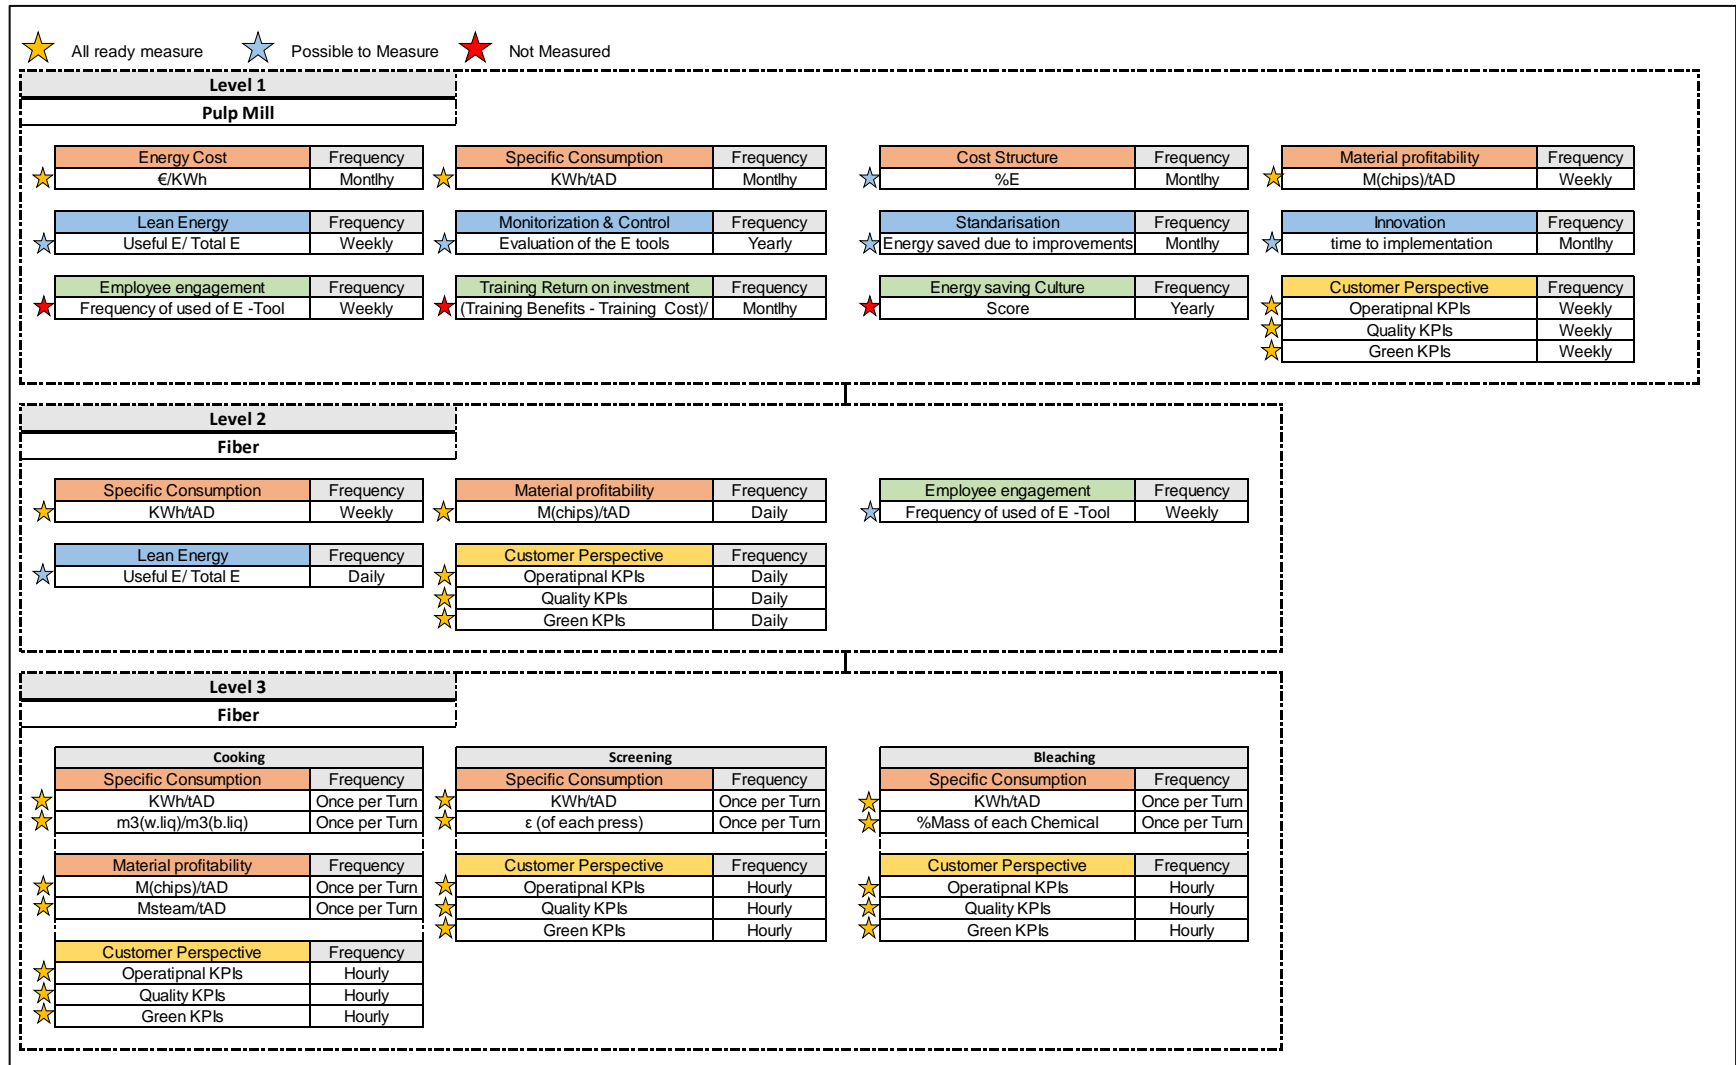 All ready measure Possible to Measure Not Measured
Level 1
Pulp Mill
Energy Cost Frequency Specific Consumption Frequency Cost Structure Frequency Material profitability Frequency
€/KWh Montlhy KWh/tAD Montlhy %E Montlhy M(chips)/tAD Weekly
Lean Energy Frequency Monitorization & Control Frequency Standarisation Frequency Innovation Frequency
Useful E/ Total E Weekly Evaluation of the E tools Yearly Energy saved due to improvements Montlhy time to implementation Montlhy
Employee engagement Frequency Training Return on investment Frequency Energy saving Culture Frequency Customer Perspective Frequency
Frequency of used of E -Tool Weekly (Training Benefits - Training Cost)/ Montlhy Score Yearly Operatipnal KPIs Weekly
Quality KPIs Weekly
Green KPIs Weekly
Level 2
Fiber
Specific Consumption Frequency Material profitability Frequency Employee engagement Frequency
KWh/tAD Weekly M(chips)/tAD Daily Frequency of used of E -Tool Weekly
Lean Energy Frequency Customer Perspective Frequency
Useful E/ Total E Daily Operatipnal KPIs Daily
Quality KPIs Daily
Green KPIs Daily
Level 3
Fiber
Cooking Screening Bleaching
Specific Consumption Frequency Specific Consumption Frequency Specific Consumption Frequency
KWh/tAD Once per Turn KWh/tAD Once per Turn KWh/tAD Once per Turn
m3(w.liq)/m3(b.liq) Once per Turn ε (of each press) Once per Turn %Mass of each Chemical Once per Turn
Material profitability Frequency Customer Perspective Frequency Customer Perspective Frequency
M(chips)/tAD Once per Turn Operatipnal KPIs Hourly Operatipnal KPIs Hourly
Msteam/tAD Once per Turn Quality KPIs Hourly Quality KPIs Hourly
Green KPIs Hourly Green KPIs Hourly
Customer Perspective Frequency
Operatipnal KPIs Hourly
Quality KPIs Hourly
Green KPIs Hourly